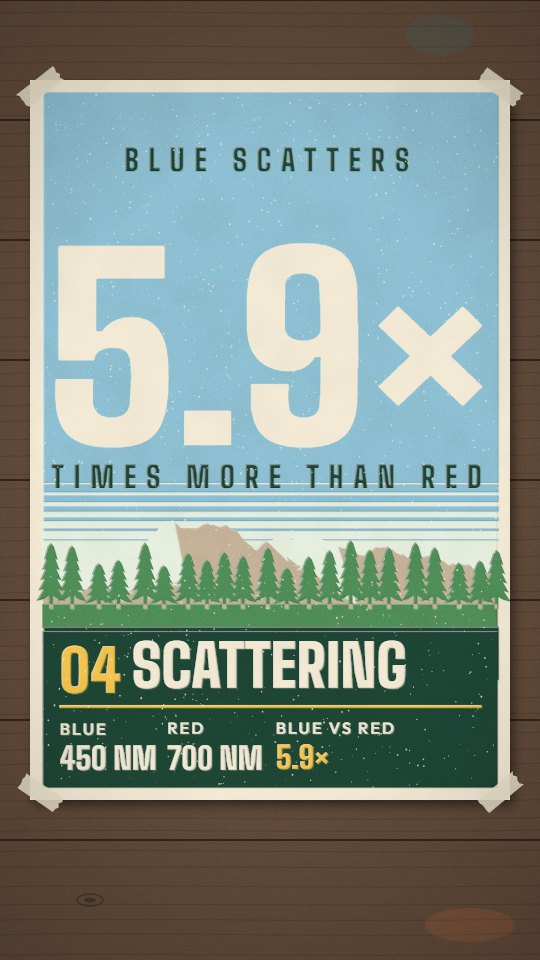 BLUE SCATTERS
5.9×
TIMES MORE THAN RED
04 SCATTERING
BLUE RED BLUE VS RED
450 NM 700 NM 5.9×